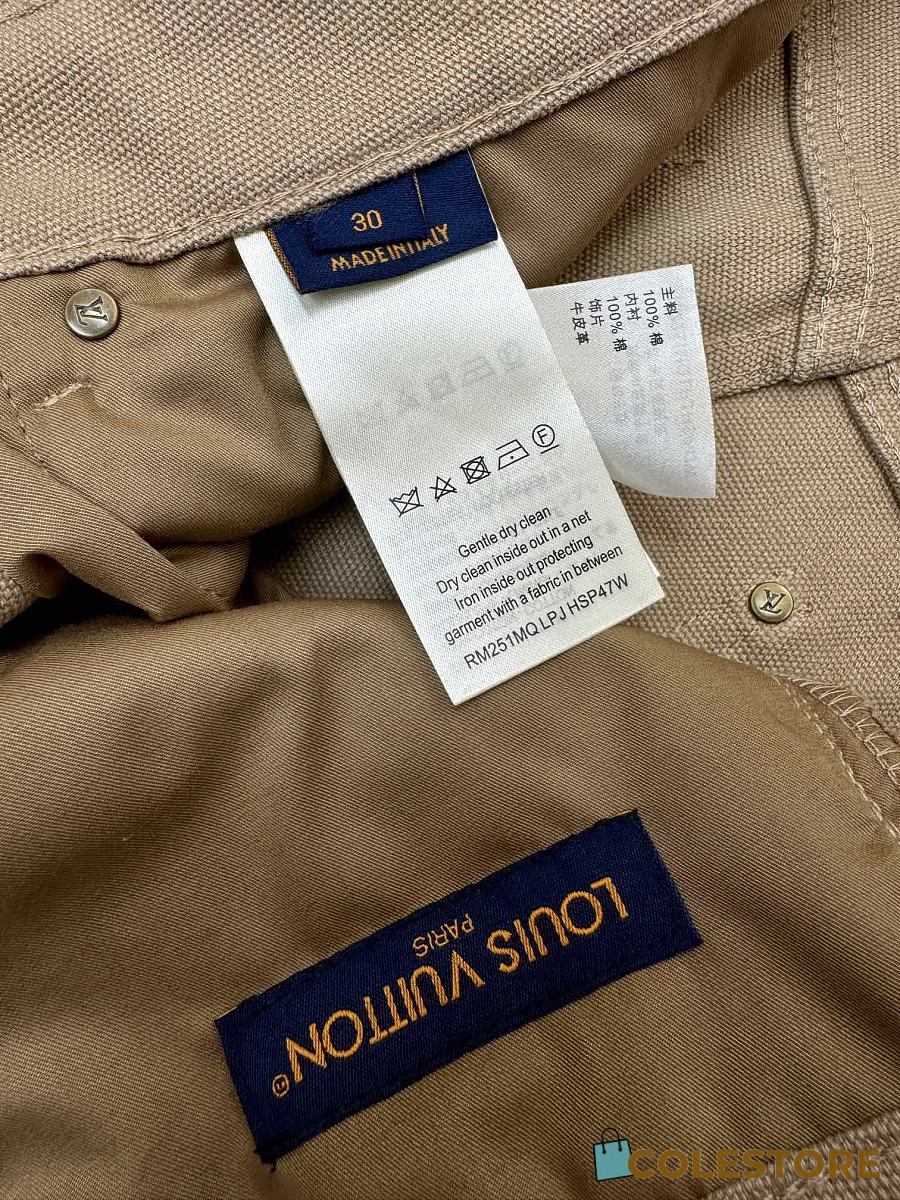 30
MADE IN ITALY
主料
100% 棉
内衬
100% 棉
饰片
牛皮革
F
Gentle dry clean
Dry clean inside out in a net
Iron inside out protecting
garment with a fabric in between
RM251MQ LPJ HSP47W
LOUIS VUITTON®
PARIS
COLESTORE